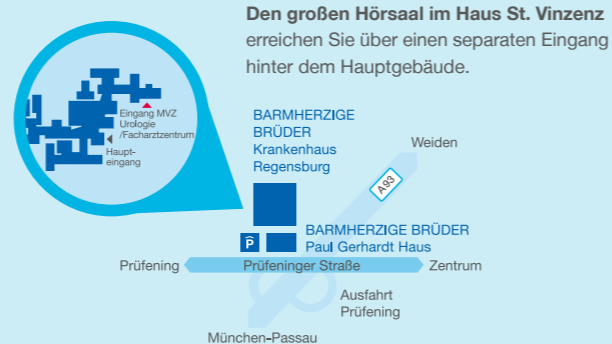 Den großen Hörsaal im Haus St. Vinzenz
erreichen Sie über einen separaten Eingang
hinter dem Hauptgebäude.
Eingang MVZ
Urologie
/Facharztzentrum
Haupt-
eingang
BARMHERZIGE
BRÜDER
Krankenhaus
Regensburg
Weiden
A93
BARMHERZIGE BRÜDER
Paul Gerhardt Haus
P
Prüfening
Prüfeninger Straße
Zentrum
Ausfahrt
Prüfening
München-Passau